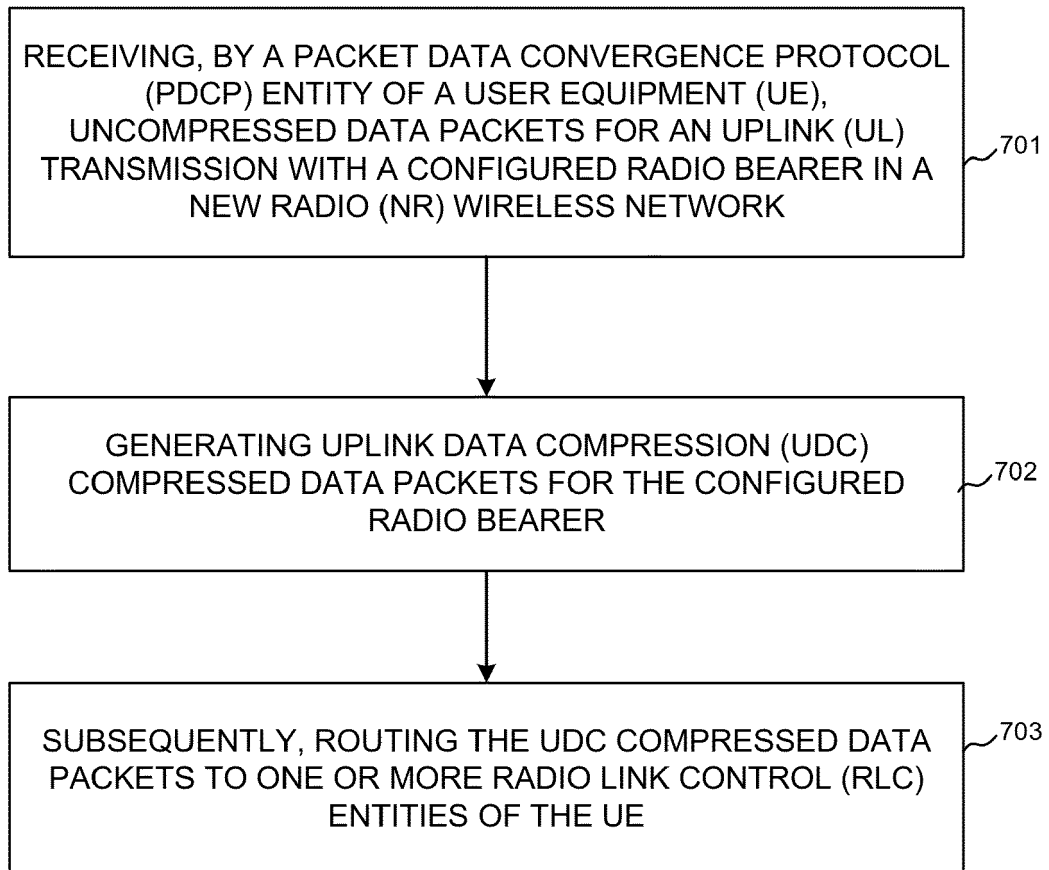 RECEIVING, BY A PACKET DATA CONVERGENCE PROTOCOL
(PDCP) ENTITY OF A USER EQUIPMENT (UE),
UNCOMPRESSED DATA PACKETS FOR AN UPLINK (UL)
TRANSMISSION WITH A CONFIGURED RADIO BEARER IN A
NEW RADIO (NR) WIRELESS NETWORK
701
GENERATING UPLINK DATA COMPRESSION (UDC)
COMPRESSED DATA PACKETS FOR THE CONFIGURED
RADIO BEARER
702
SUBSEQUENTLY, ROUTING THE UDC COMPRESSED DATA
PACKETS TO ONE OR MORE RADIO LINK CONTROL (RLC)
ENTITIES OF THE UE
703